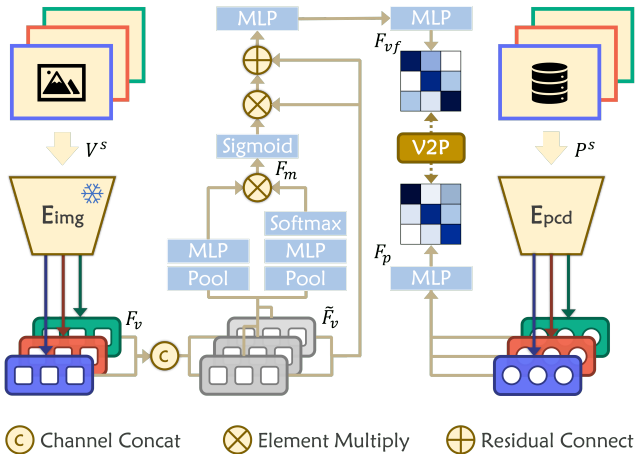 MLP
MLP
F_vf
Sigmoid
V^s
F_m
V2P
P^s
E_img
Softmax
E_pcd
MLP
MLP
F_p
Pool
Pool
MLP
F_v
F̃_v
C
C Channel Concat
Element Multiply
Residual Connect